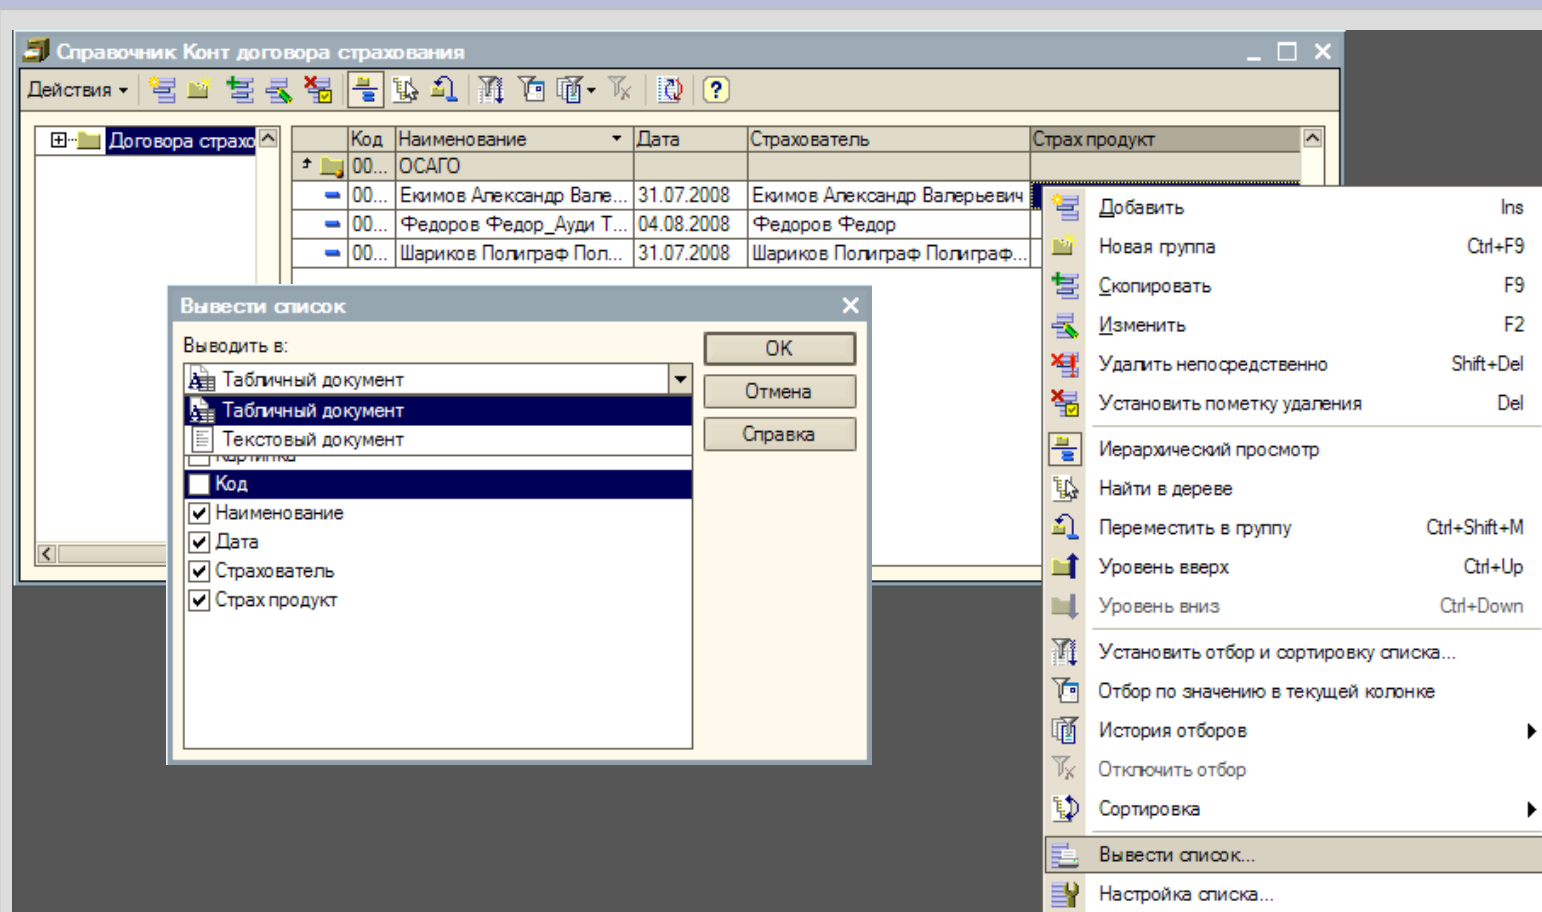 Справочник Конт договора страхования
Действия
Договора страхо
Код Наименование Дата Страхователь Страх продукт
00... ОСАГО
00... Екимов Александр Вале... 31.07.2008 Екимов Александр Валерьевич
00... Федоров Федор_Ауди Т... 04.08.2008 Федоров Федор
00... Шариков Полиграф Пол... 31.07.2008 Шариков Полиграф Полиграф...
Вывести список
Выводить в:
Табличный документ
Табличный документ
Текстовый документ
Картинка
Код
Наименование
Дата
Страхователь
Страх продукт
OK
Отмена
Справка
Добавить Ins
Новая группа Ctrl+F9
Скопировать F9
Изменить F2
Удалить непосредственно Shift+Del
Установить пометку удаления Del
Иерархический просмотр
Найти в дереве
Переместить в группу Ctrl+Shift+M
Уровень вверх Ctrl+Up
Уровень вниз Ctrl+Down
Установить отбор и сортировку списка...
Отбор по значению в текущей колонке
История отборов
Отключить отбор
Сортировка
Вывести список...
Настройка списка...